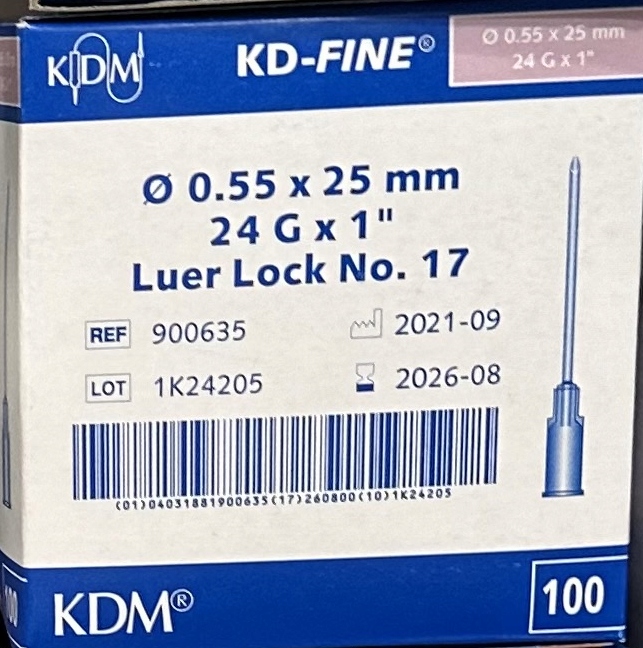 KDM
KD-FINE®
Ø 0.55 x 25 mm
24 G x 1"
Ø 0.55 x 25 mm
24 G x 1"
Luer Lock No. 17
REF 900635
2021-09
LOT 1K24205
2026-08
(01)04031881900635(17)260800(10)1K24205
KDM®
100